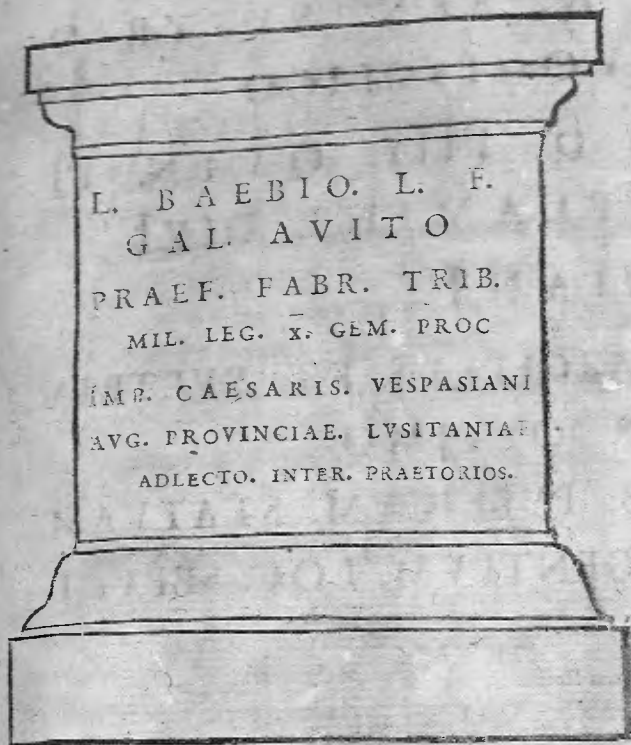 L. BAEBIO. L. F.
GAL. AVITO
PRAEF. FABR. TRIB.
MIL. LEG. X̅. GEM. PROC
IMP. CAESARIS. VESPASIANI
AVG. PROVINCIAE. LVSITANIAE
ADLECTO. INTER. PRAETORIOS.